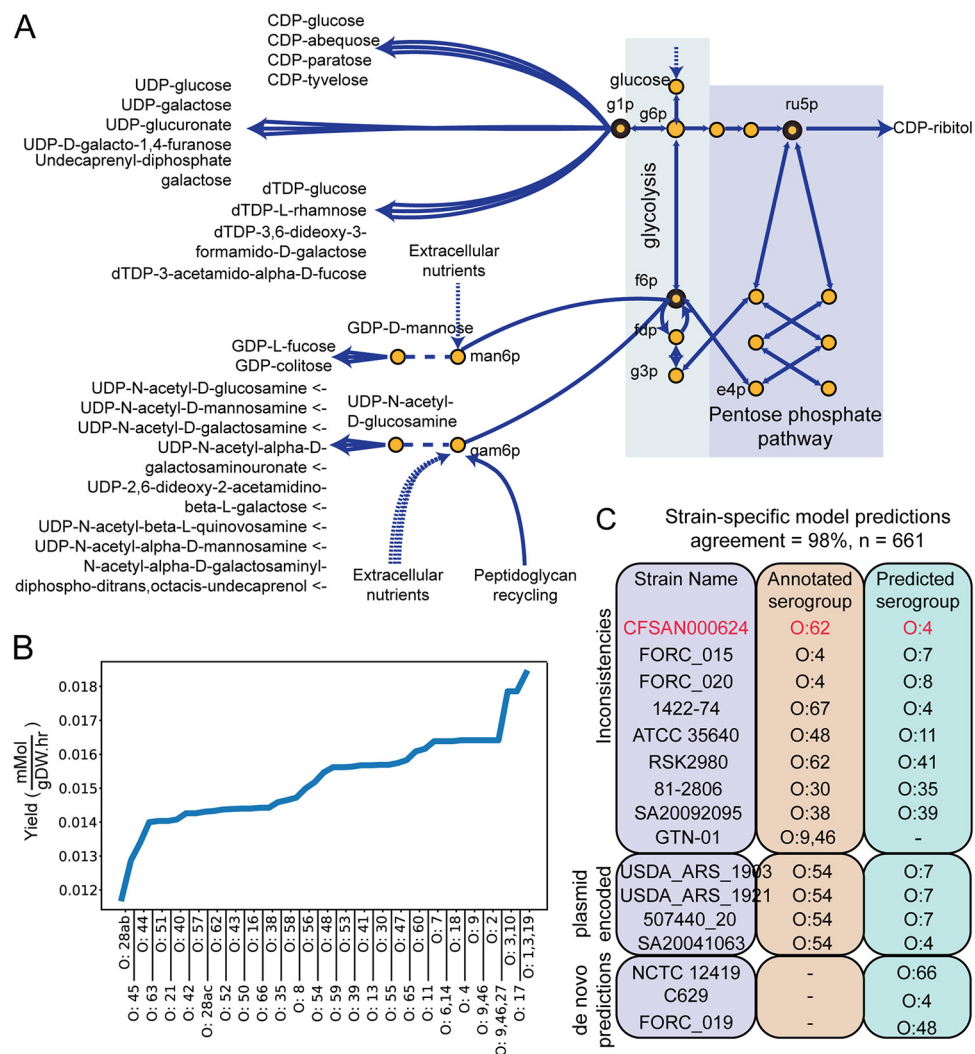 A
CDP-glucose
CDP-abequose
CDP-paratose
CDP-tyvelose
UDP-glucose
UDP-galactose
UDP-glucuronate
UDP-D-galacto-1,4-furanose
Undecaprenyl-diphosphate
galactose
dTDP-glucose
dTDP-L-rhamnose
dTDP-3,6-dideoxy-3-
formamido-D-galactose
dTDP-3-acetamido-alpha-D-fucose
glucose
g1p
g6p
ru5p
CDP-ribitol
glycolysis
Extracellular
nutrients
f6p
fdp
g3p
e4p
Pentose phosphate
pathway
GDP-D-mannose
man6p
GDP-L-fucose
GDP-colitose
UDP-N-acetyl-D-glucosamine <-
UDP-N-acetyl-D-mannosamine <-
UDP-N-acetyl-D-galactosamine <-
UDP-N-acetyl-alpha-D-
galactosaminouronate <-
UDP-2,6-dideoxy-2-acetamidino-
beta-L-galactose <-
UDP-N-acetyl-beta-L-quinovosamine <-
UDP-N-acetyl-alpha-D-mannosamine <-
N-acetyl-alpha-D-galactosaminyl-
diphospho-ditrans,octacis-undecaprenol <-
UDP-N-acetyl-
D-glucosamine
gam6p
Extracellular
nutrients
Peptidoglycan
recycling
B
Yield (mMol/gDW.hr)
0.018
0.017
0.016
0.015
0.014
0.013
0.012
O: 28ab
O: 45
O: 44
O: 63
O: 51
O: 21
O: 40
O: 42
O: 57
O: 28ac
O: 62
O: 52
O: 43
O: 50
O: 16
O: 66
O: 38
O: 35
O: 58
O: 8
O: 56
O: 54
O: 48
O: 59
O: 53
O: 39
O: 41
O: 13
O: 30
O: 55
O: 47
O: 65
O: 60
O: 11
O: 7
O: 6,14
O: 18
O: 4
O: 9
O: 9,46
O: 2
O: 9,46,27
O: 3,10
O: 17
O: 1,3,19
C
Strain-specific model predictions
agreement = 98%, n = 661
Strain Name Annotated serogroup Predicted serogroup
Inconsistencies
CFSAN000624 O:62 O:4
FORC_015 O:4 O:7
FORC_020 O:4 O:8
1422-74 O:67 O:4
ATCC 35640 O:48 O:11
RSK2980 O:62 O:41
81-2806 O:30 O:35
SA20092095 O:38 O:39
GTN-01 O:9,46 -
plasmid
encoded
USDA_ARS_1903 O:54 O:7
USDA_ARS_1921 O:54 O:7
507440_20 O:54 O:7
SA20041063 O:54 O:4
de novo
predictions
NCTC 12419 - O:66
C629 - O:4
FORC_019 - O:48